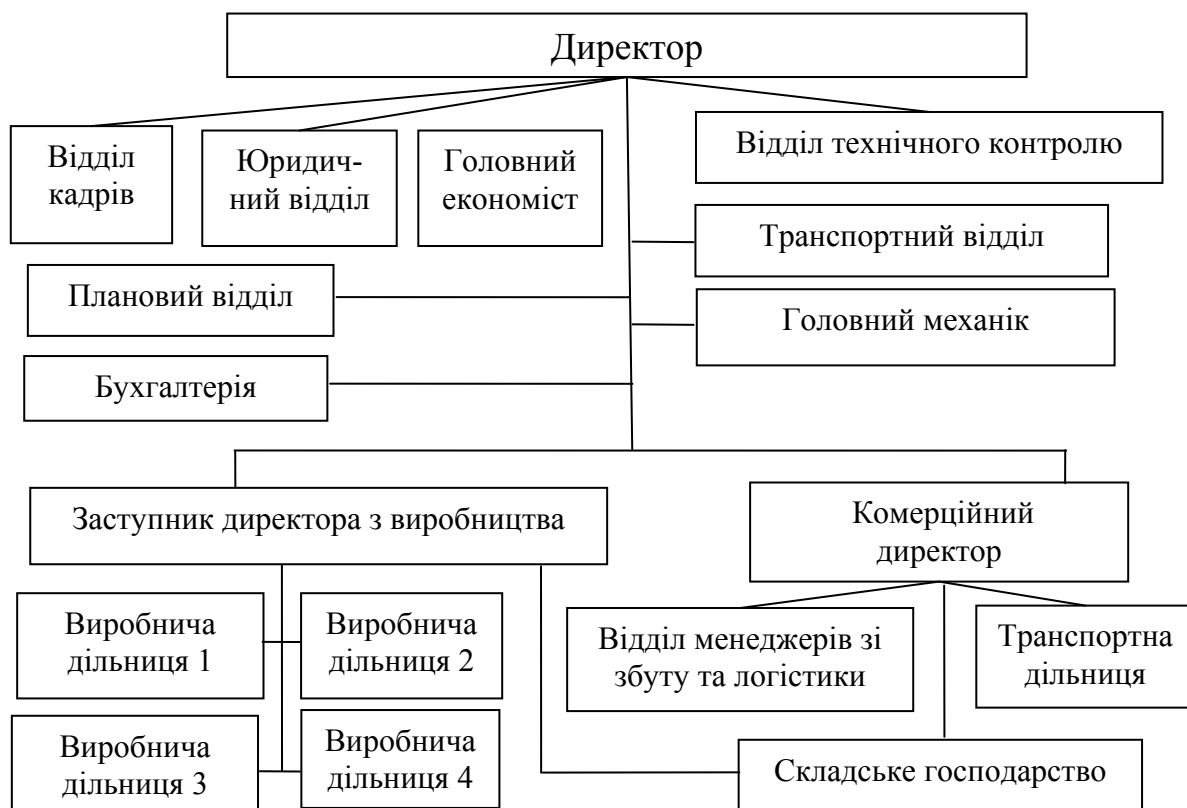 Директор
Відділ
кадрів
Юридич-
ний відділ
Головний
економіст
Відділ технічного контролю
Транспортний відділ
Плановий відділ
Головний механік
Бухгалтерія
Заступник директора з виробництва
Комерційний
директор
Виробнича
дільниця 1
Виробнича
дільниця 2
Відділ менеджерів зі
збуту та логістики
Транспортна
дільниця
Виробнича
дільниця 3
Виробнича
дільниця 4
Складське господарство